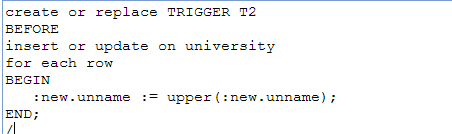 create or replace TRIGGER T2
BEFORE
insert or update on university
for each row
BEGIN
   :new.unname := upper(:new.unname);
END;
/